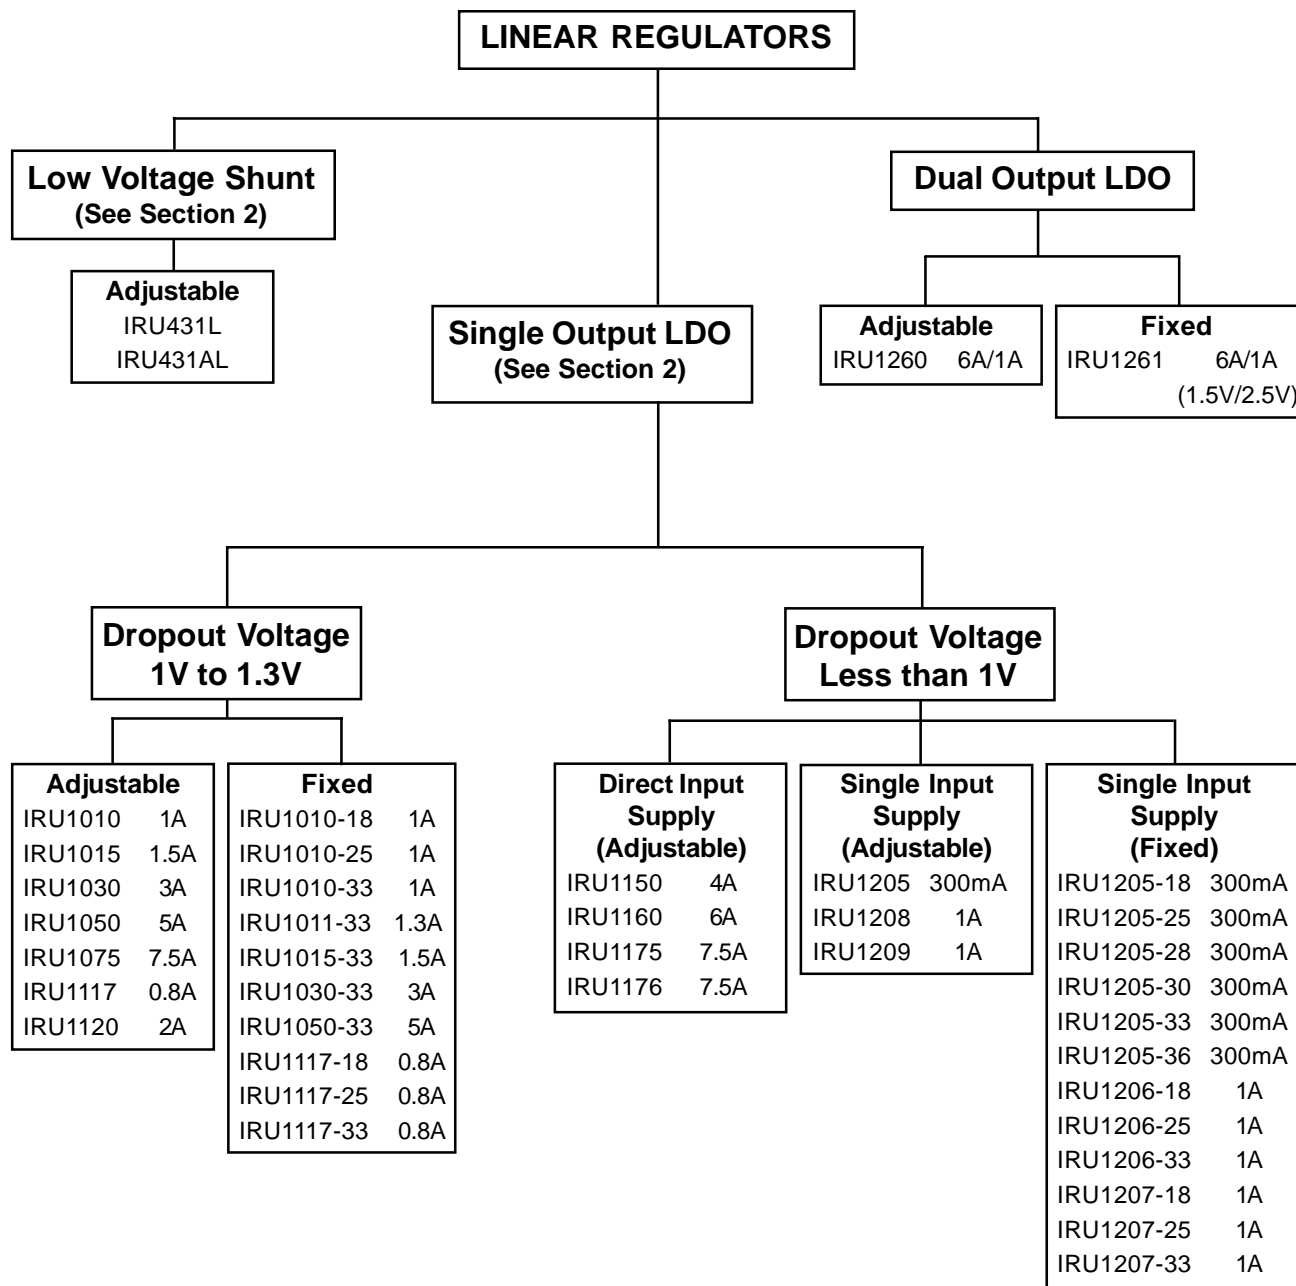 LINEAR REGULATORS
Low Voltage Shunt
(See Section 2)
Adjustable
IRU431L
IRU431AL
Single Output LDO
(See Section 2)
Dual Output LDO
Adjustable
IRU1260 6A/1A
Fixed
IRU1261 6A/1A
(1.5V/2.5V)
Dropout Voltage
1V to 1.3V
Adjustable
IRU1010 1A
IRU1015 1.5A
IRU1030 3A
IRU1050 5A
IRU1075 7.5A
IRU1117 0.8A
IRU1120 2A
Fixed
IRU1010-18 1A
IRU1010-25 1A
IRU1010-33 1A
IRU1011-33 1.3A
IRU1015-33 1.5A
IRU1030-33 3A
IRU1050-33 5A
IRU1117-18 0.8A
IRU1117-25 0.8A
IRU1117-33 0.8A
Dropout Voltage
Less than 1V
Direct Input
Supply
(Adjustable)
IRU1150 4A
IRU1160 6A
IRU1175 7.5A
IRU1176 7.5A
Single Input
Supply
(Adjustable)
IRU1205 300mA
IRU1208 1A
IRU1209 1A
Single Input
Supply
(Fixed)
IRU1205-18 300mA
IRU1205-25 300mA
IRU1205-28 300mA
IRU1205-30 300mA
IRU1205-33 300mA
IRU1205-36 300mA
IRU1206-18 1A
IRU1206-25 1A
IRU1206-33 1A
IRU1207-18 1A
IRU1207-25 1A
IRU1207-33 1A